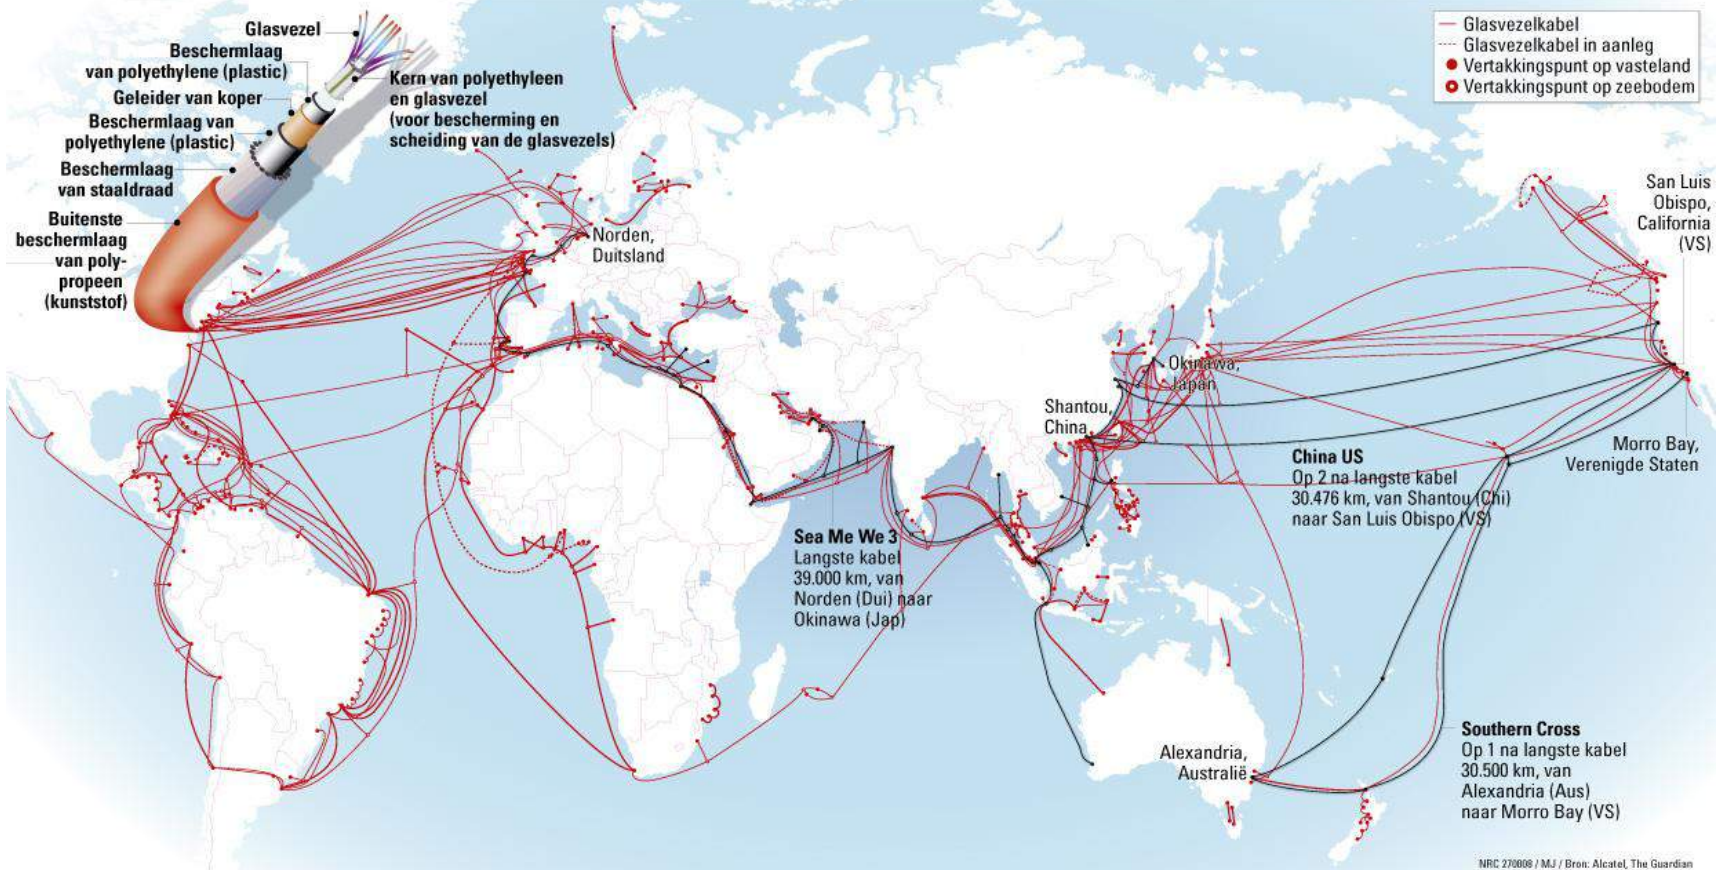 Glasvezel
Beschermlaag
van polyethylene (plastic)
Geleider van koper
Beschermlaag van
polyethylene (plastic)
Beschermlaag
van staaldraad
Buitenste
beschermlaag
van poly-
propeen
(kunststof)
Kern van polyethyleen
en glasvezel
(voor bescherming en
scheiding van de glasvezels)
Glasvezelkabel
Glasvezelkabel in aanleg
Vertakkingspunt op vasteland
Vertakkingspunt op zeebodem
San Luis
Obispo,
California
(VS)
Norden,
Duitsland
Okinawa,
Japan
Shantou,
China
Morro Bay,
Verenigde Staten
China US
Op 2 na langste kabel
30.476 km, van Shantou (Chi)
naar San Luis Obispo (VS)
Sea Me We 3
Langste kabel
39.000 km, van
Norden (Dui) naar
Okinawa (Jap)
Alexandria,
Australië
Southern Cross
Op 1 na langste kabel
30.500 km, van
Alexandria (Aus)
naar Morro Bay (VS)
NRC 270808 / MJ / Bron: Alcatel, The Guardian